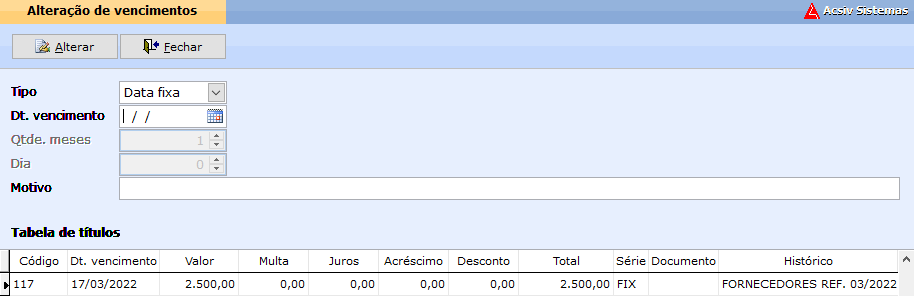 Alteração de vencimentos
Acsiv Sistemas
Alterar Fechar
Tipo Data fixa
Dt. vencimento / /
Qtde. meses 1
Dia 0
Motivo
Tabela de títulos
Código Dt. vencimento Valor Multa Juros Acréscimo Desconto Total Série Documento Histórico
117 17/03/2022 2.500,00 0,00 0,00 0,00 0,00 2.500,00 FIX FORNECEDORES REF. 03/2022